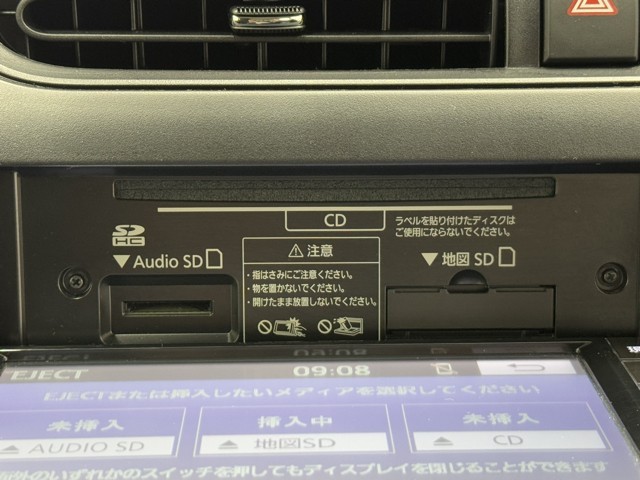 CD
ラベルを貼り付けたディスクは
ご使用にならないでください。
SD
HC
▼Audio SD
⚠注意
・指はさみにご注意ください。
・物を置かないでください。
・開けたまま放置しないでください。
▼地図 SD
EJECT
09:08
EJECTまたは挿入したいメディアを選択してください
未挿入
挿入中
未挿入
AUDIO SD
地図SD
CD
のいずれかのスイッチを押してもディスプレイを閉じることができます